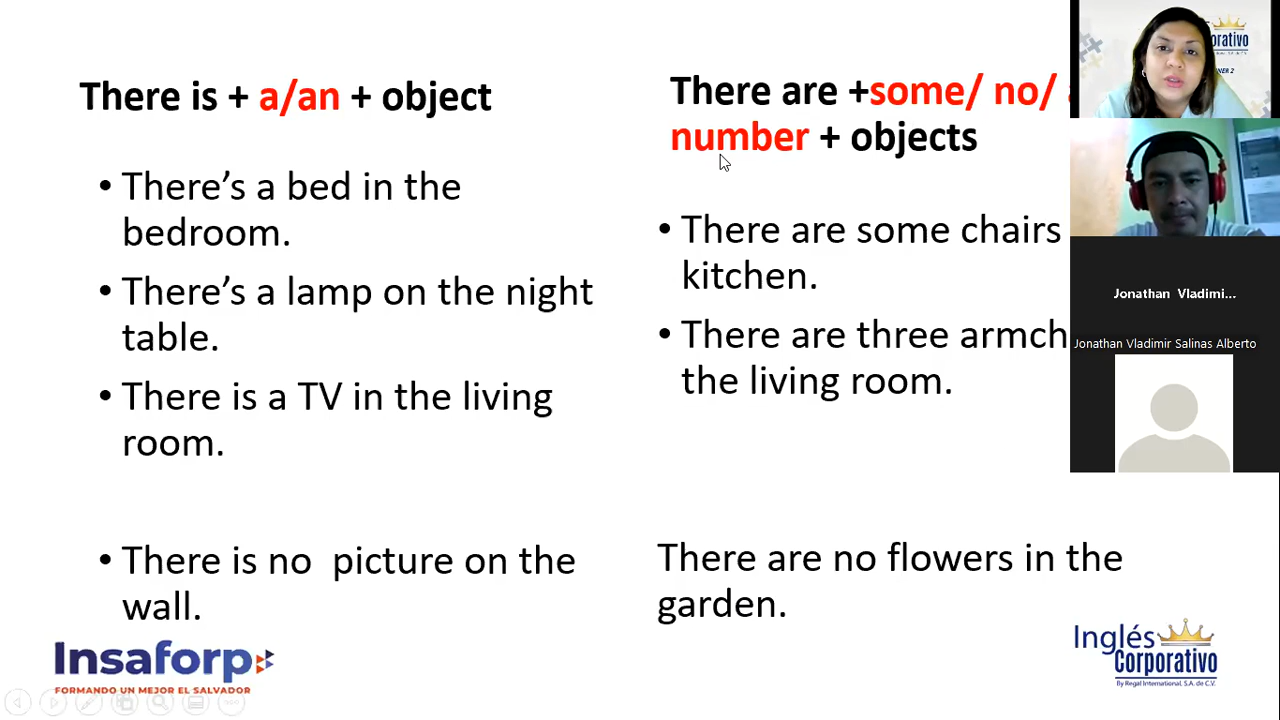 There is + a/an + object
There's a bed in the
bedroom.
There's a lamp on the night
table.
There is a TV in the living
room.
There is no picture on the
wall.
There are +some/ no/
number + objects
There are some chairs
kitchen.
There are three armch
the living room.
There are no flowers in the
garden.
Insaforp
FORMANDO UN MEJOR EL SALVADOR
Inglés
Corporativo
By Regal International, S.A. de C.V.
Jonathan Vladimi...
Jonathan Vladimir Salinas Alberto